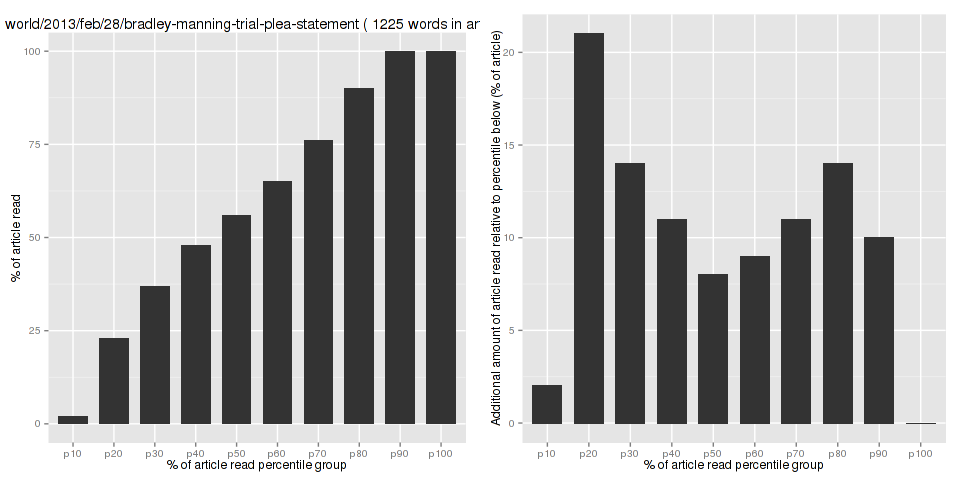 world/2013/feb/28/bradley-manning-trial-plea-statement ( 1225 words in ar
% of article read
100
75
50
25
0
p10 p20 p30 p40 p50 p60 p70 p80 p90 p100
% of article read percentile group
Additional amount of article read relative to percentile below (% of article)
20
15
10
5
0
p10 p20 p30 p40 p50 p60 p70 p80 p90 p100
% of article read percentile group